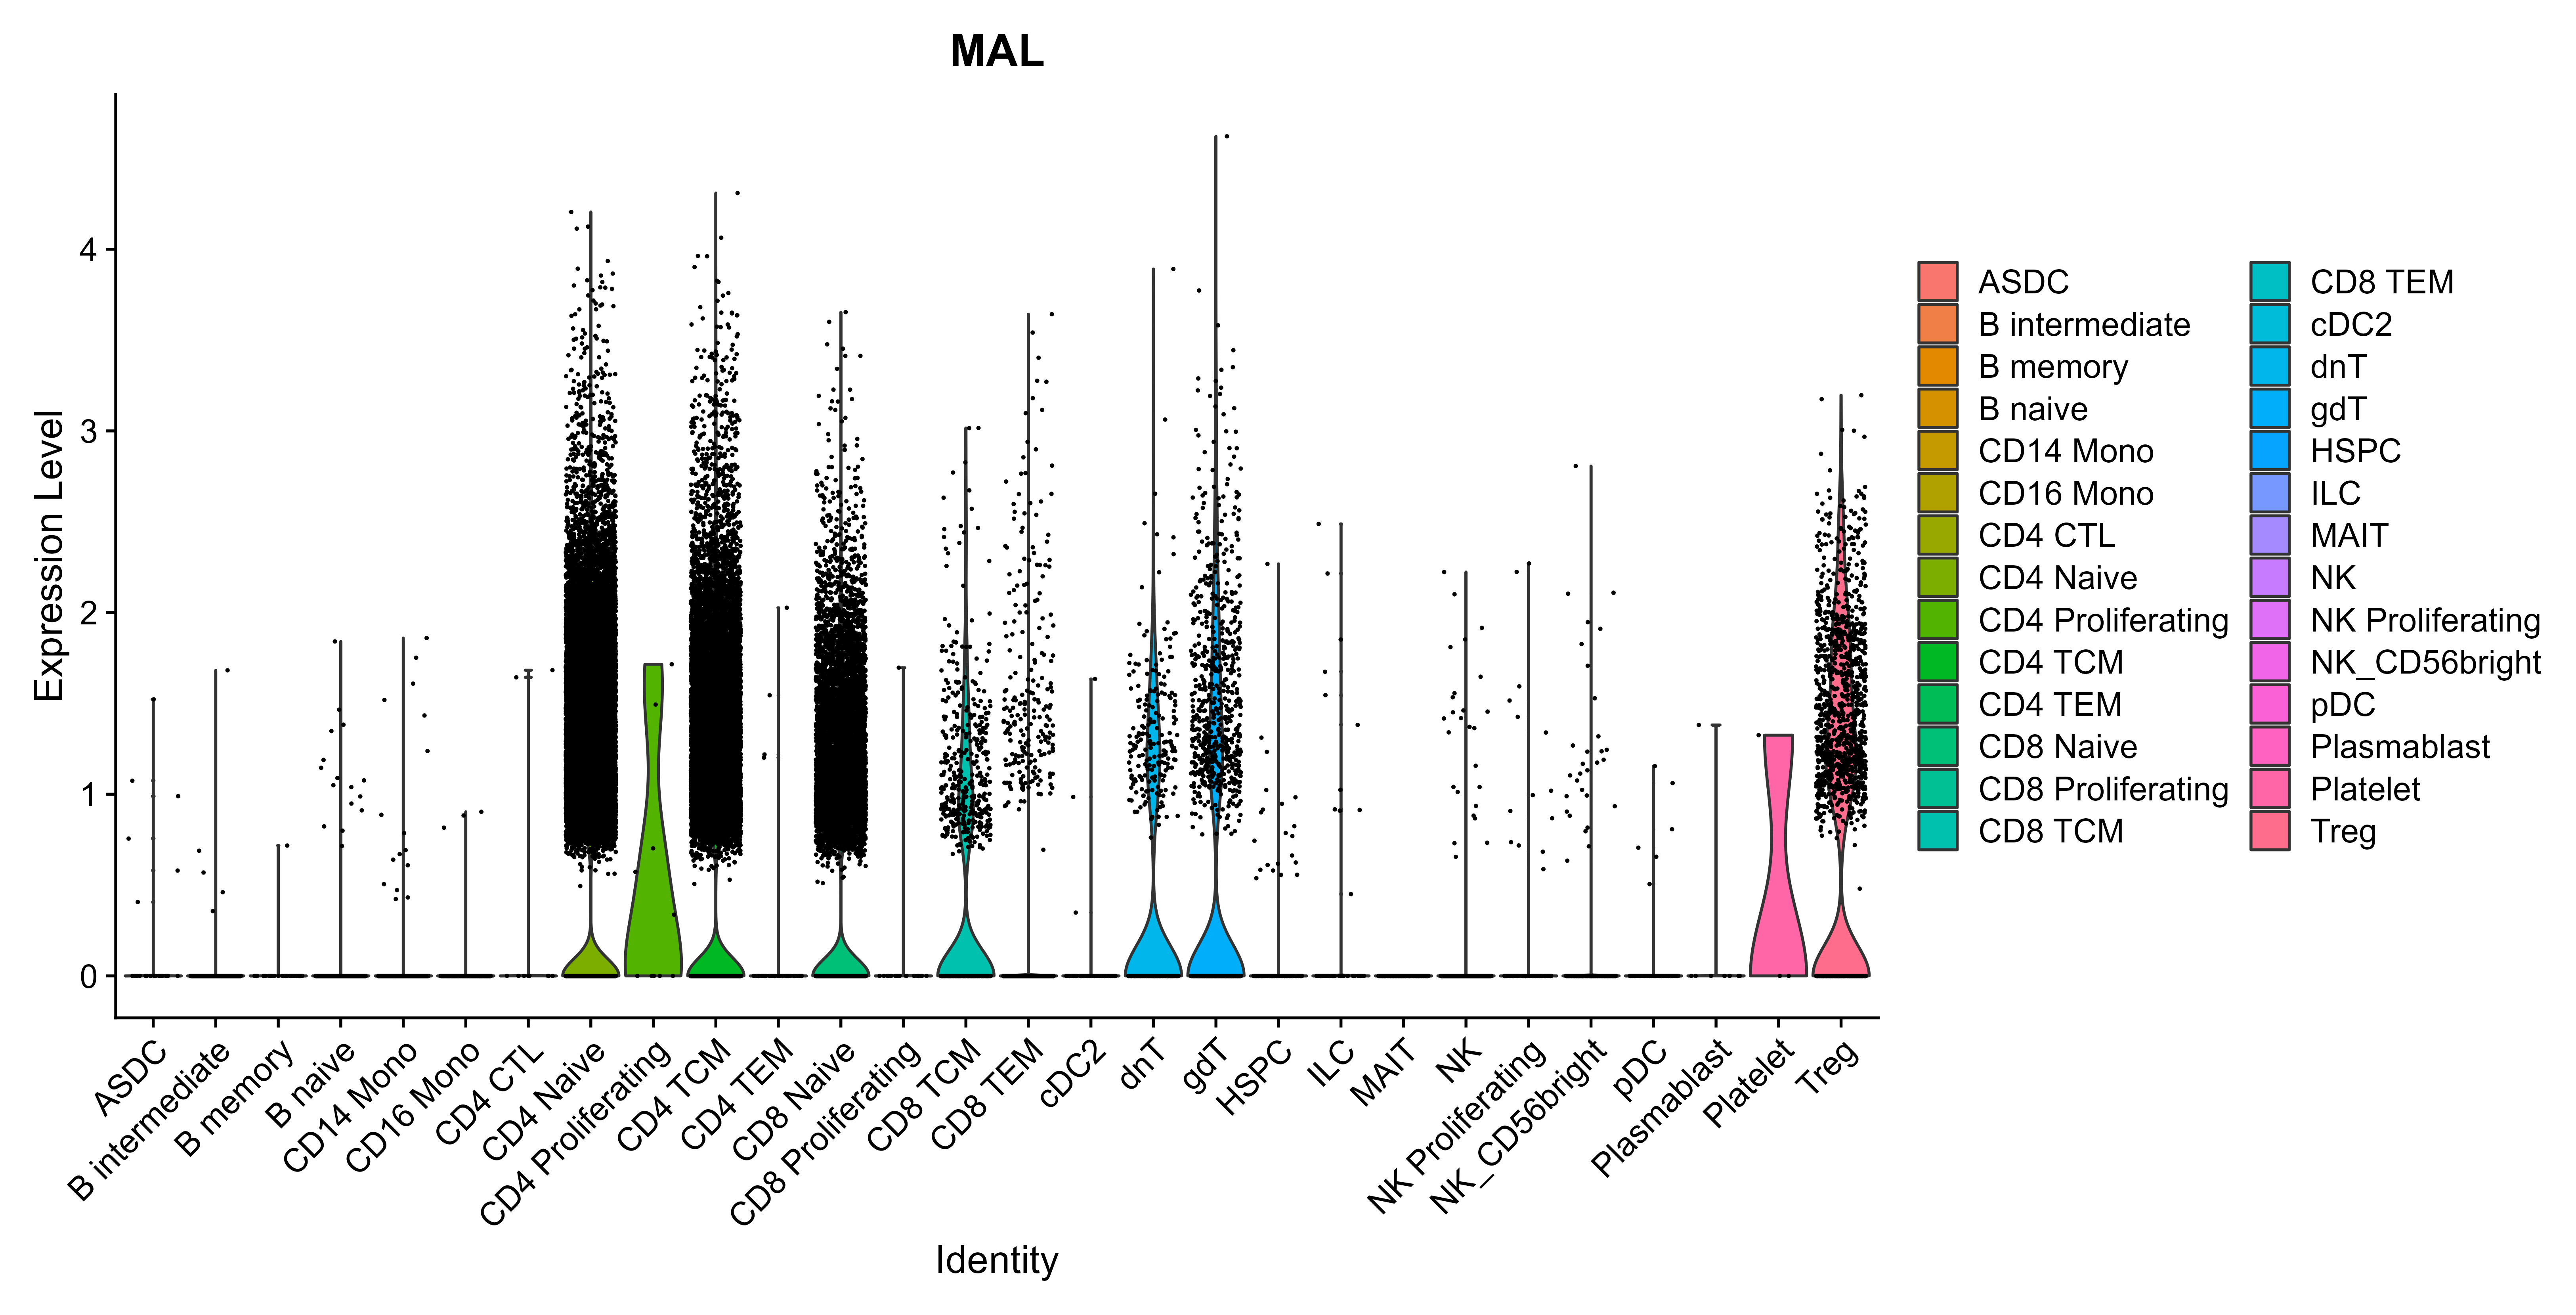 MAL
Expression Level
4
3
2
1
0
ASDC
B intermediate
B memory
B naive
CD14 Mono
CD16 Mono
CD4 CTL
CD4 Naive
CD4 Proliferating
CD4 TCM
CD4 TEM
CD8 Naive
CD8 Proliferating
CD8 TCM
CD8 TEM
cDC2
dnT
gdT
HSPC
ILC
MAIT
NK
NK Proliferating
NK_CD56bright
pDC
Plasmablast
Platelet
Treg
Identity
ASDC
B intermediate
B memory
B naive
CD14 Mono
CD16 Mono
CD4 CTL
CD4 Naive
CD4 Proliferating
CD4 TCM
CD4 TEM
CD8 Naive
CD8 Proliferating
CD8 TCM
CD8 TEM
cDC2
dnT
gdT
HSPC
ILC
MAIT
NK
NK Proliferating
NK_CD56bright
pDC
Plasmablast
Platelet
Treg